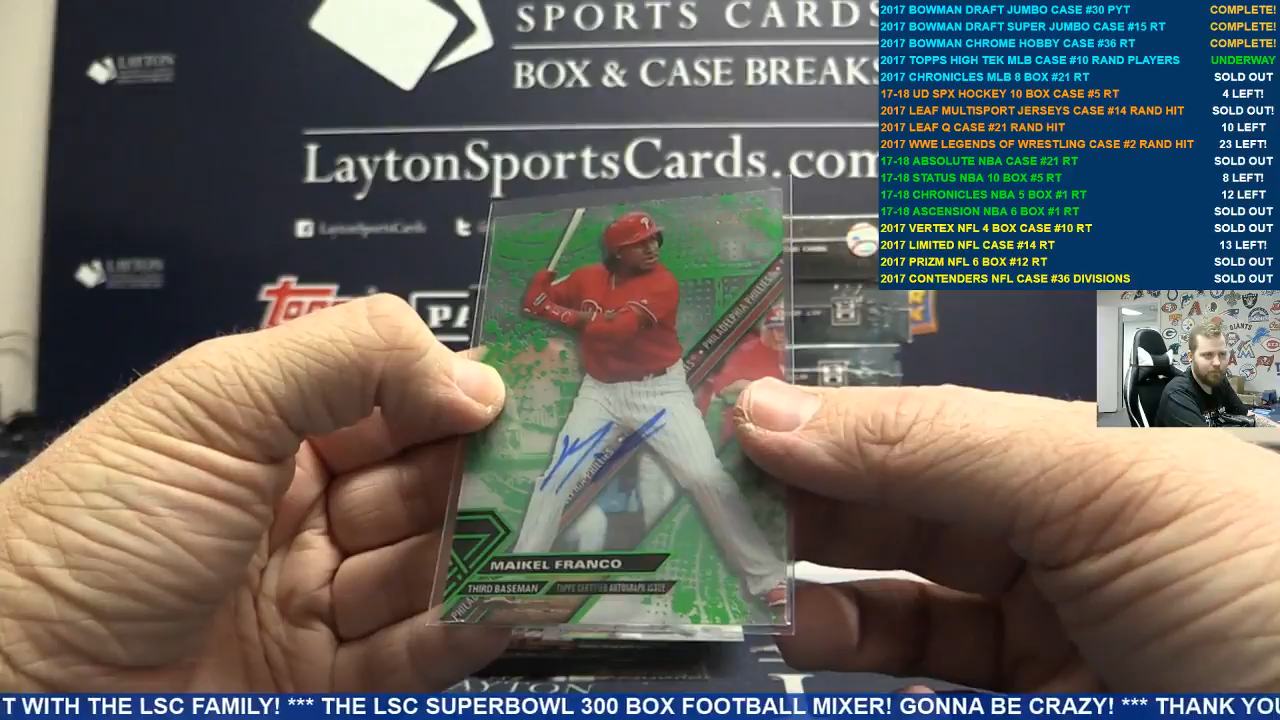 SPORTS CARDS
BOX & CASE BREAKS
LaytonSportsCards.com
LaytonSportsCards
LAYTON
LAYTON
Topps
PA
PHILADELPHIA PHILLIES
MAIKEL FRANCO
THIRD BASEMAN
TOPPS CERTIFIED AUTOGRAPH ISSUE
PHILA
LAYTON
2017 BOWMAN DRAFT JUMBO CASE #30 PYT COMPLETE!
2017 BOWMAN DRAFT SUPER JUMBO CASE #15 RT COMPLETE!
2017 BOWMAN CHROME HOBBY CASE #36 RT COMPLETE!
2017 TOPPS HIGH TEK MLB CASE #10 RAND PLAYERS UNDERWAY
2017 CHRONICLES MLB 8 BOX #21 RT SOLD OUT
17-18 UD SPX HOCKEY 10 BOX CASE #5 RT 4 LEFT!
2017 LEAF MULTISPORT JERSEYS CASE #14 RAND HIT SOLD OUT!
2017 LEAF Q CASE #21 RAND HIT 10 LEFT
2017 WWE LEGENDS OF WRESTLING CASE #2 RAND HIT 23 LEFT!
17-18 ABSOLUTE NBA CASE #21 RT SOLD OUT
17-18 STATUS NBA 10 BOX #5 RT 8 LEFT!
17-18 CHRONICLES NBA 5 BOX #1 RT 12 LEFT
17-18 ASCENSION NBA 6 BOX #1 RT SOLD OUT
2017 VERTEX NFL 4 BOX CASE #10 RT SOLD OUT
2017 LIMITED NFL CASE #14 RT 13 LEFT!
2017 PRIZM NFL 6 BOX #12 RT SOLD OUT
2017 CONTENDERS NFL CASE #36 DIVISIONS SOLD OUT
GIANTS
T WITH THE LSC FAMILY! *** THE LSC SUPERBOWL 300 BOX FOOTBALL MIXER! GONNA BE CRAZY! *** THANK YOU